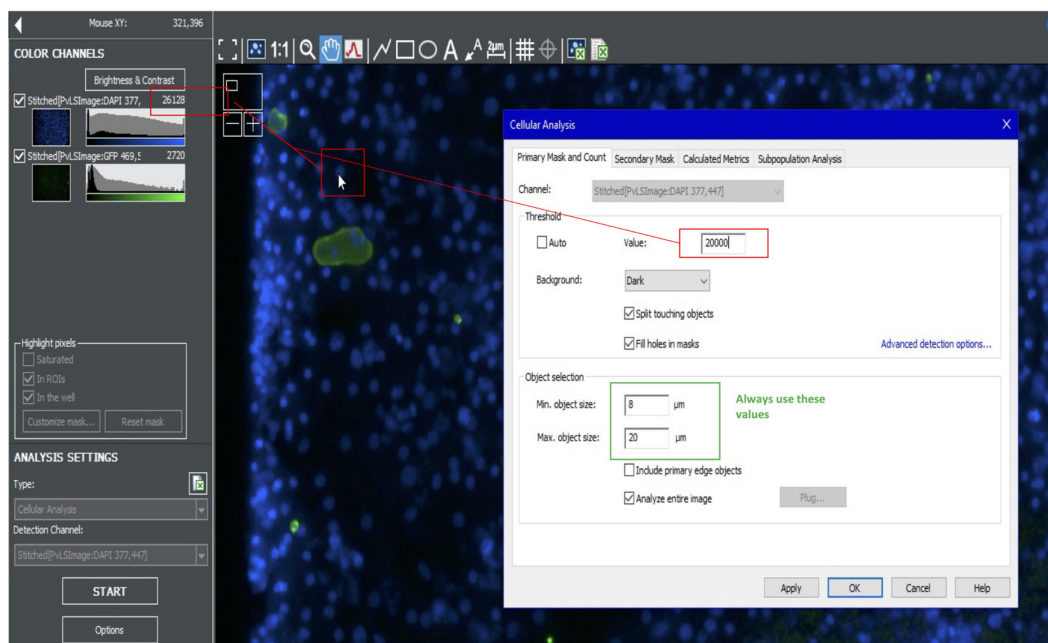 Mouse XY: 321,396
COLOR CHANNELS
Brightness & Contrast
Stitched[PvLSImage:DAPI 377, 26128
Stitched[PvLSImage:GFP 469,5 2720
Highlight pixels
Saturated
In ROIs
In the well
Customize mask... Reset mask
ANALYSIS SETTINGS
Type:
Cellular Analysis
Detection Channel:
Stitched[PvLSImage:DAPI 377,447]
START
Options
1:1 A A 2µm
Cellular Analysis X
Primary Mask and Count Secondary Mask Calculated Metrics Subpopulation Analysis
Channel: Stitched[PvLSImage:DAPI 377,447]
Threshold
Auto Value: 20000
Background: Dark
Split touching objects
Fill holes in masks Advanced detection options...
Object selection
Min. object size: 8 µm
Max. object size: 20 µm
Always use these
values
Include primary edge objects
Analyze entire image Plug...
Apply OK Cancel Help